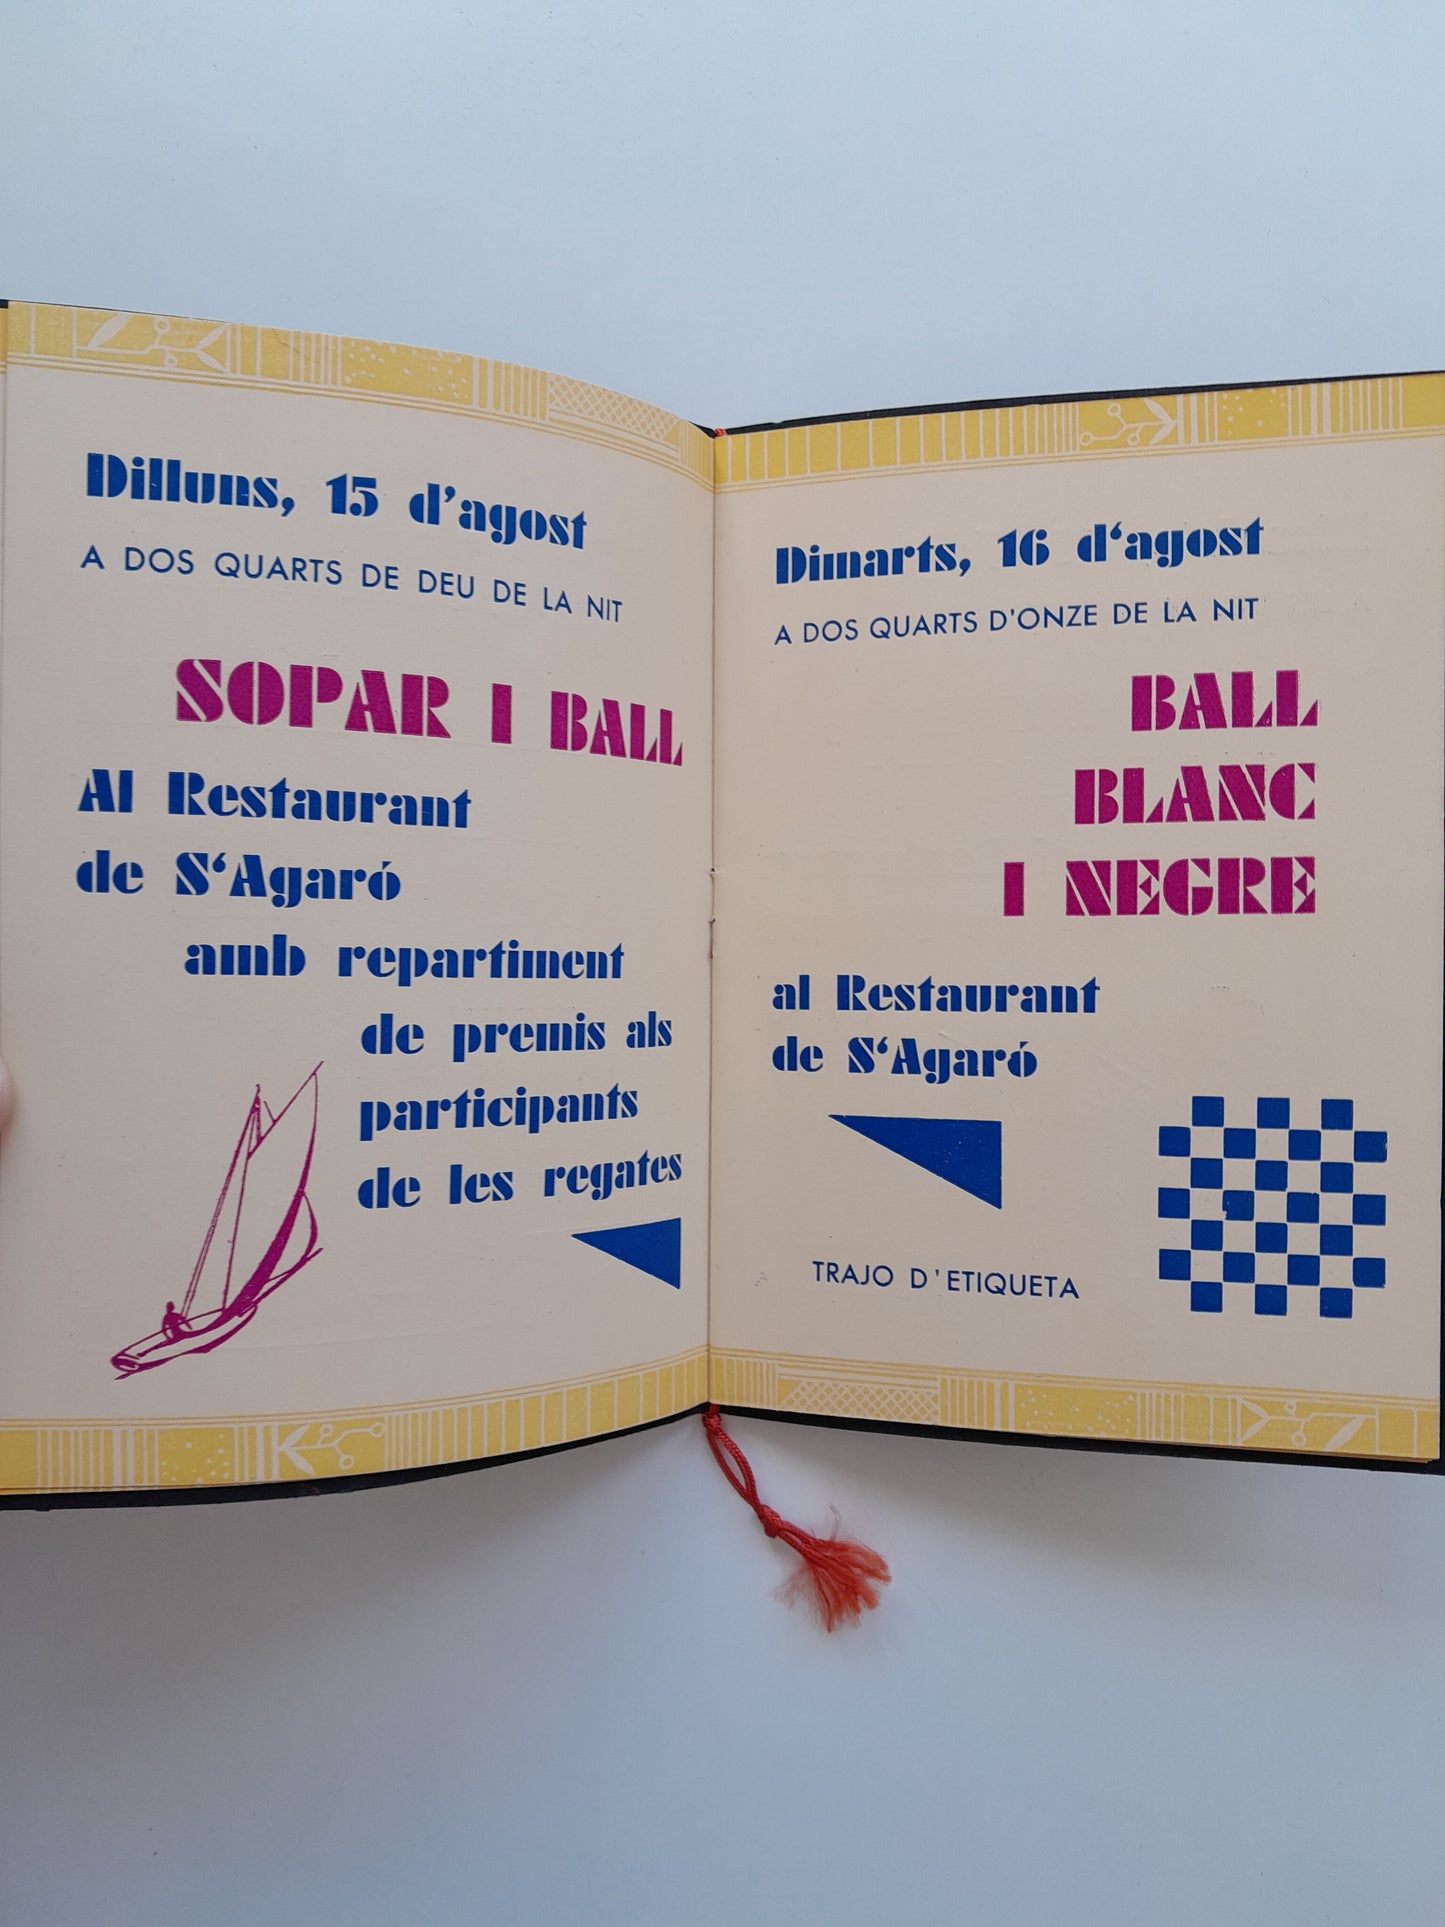 Dilluns, 15 d'agost
A DOS QUARTS DE DEU DE LA NIT
SOPAR I BALL
Al Restaurant
de S'Agaró
amb repartiment
de premis als
participants
de les regates
Dimarts, 16 d'agost
A DOS QUARTS D'ONZE DE LA NIT
BALL
BLANC
I NEGRE
al Restaurant
de S'Agaró
TRAJO D'ETIQUETA